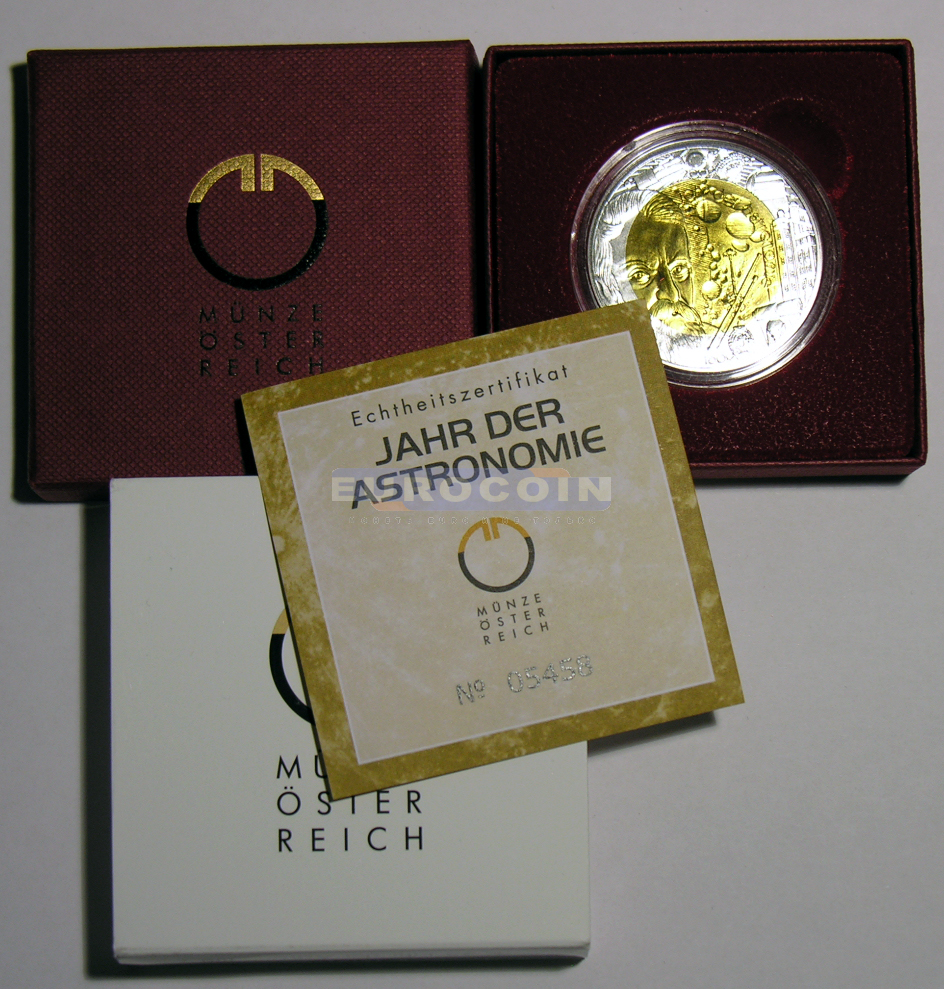 MÜNZE
ÖSTER
REICH
Echtheitszertifikat
JAHR DER
ASTRONOMIE
EUROCOIN
MÜNZE
ÖSTER
REICH
Nº 05458
MÜ
ÖSTER
REICH